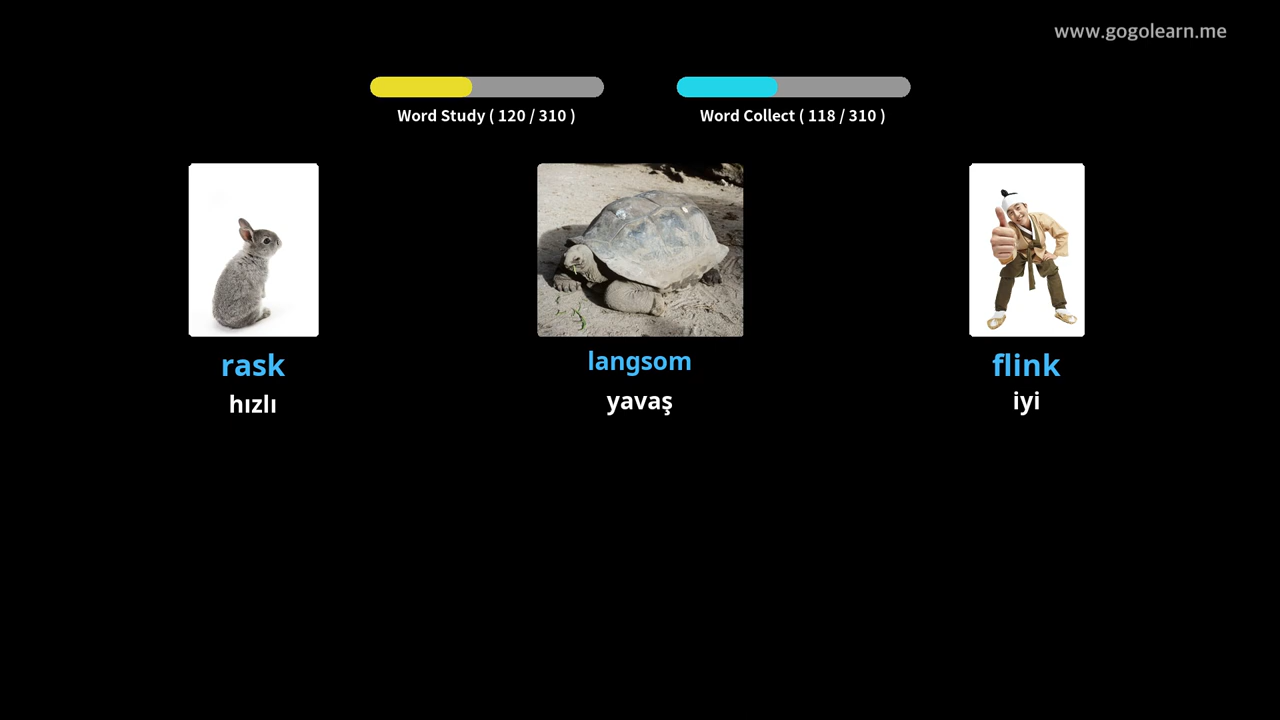 www.gogolearn.me
Word Study ( 120 / 310 )
Word Collect ( 118 / 310 )
rask
langsom
flink
hızlı
yavaş
iyi